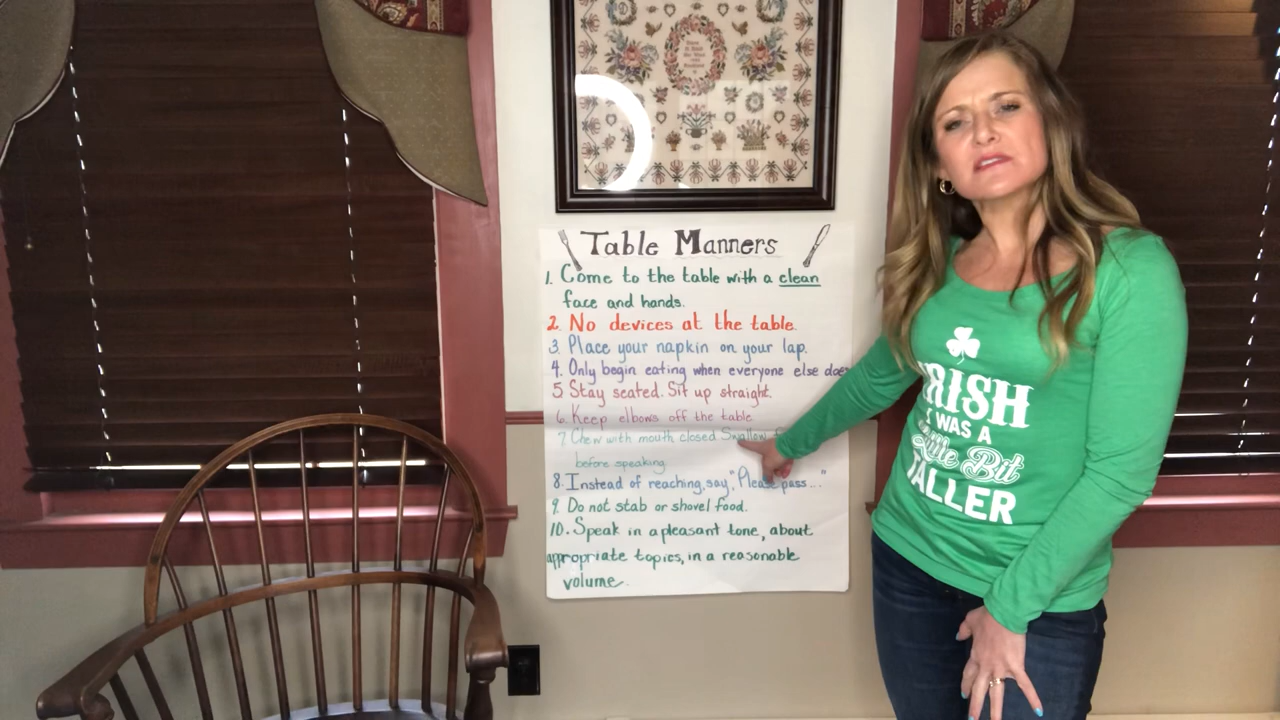 Table Manners
1. Come to the table with a clean
face and hands.
2. No devices at the table.
3. Place your napkin on your lap.
4. Only begin eating when everyone else does
5 Stay seated. Sit up straight.
6. Keep elbows off the table
7 Chew with mouth closed Swallow
before speaking.
8. Instead of reaching, say, "Please pass..."
9. Do not stab or shovel food.
10. Speak in a pleasant tone, about
appropriate topics, in a reasonable
volume.
IRISH
I WAS A
Little Bit
TALLER